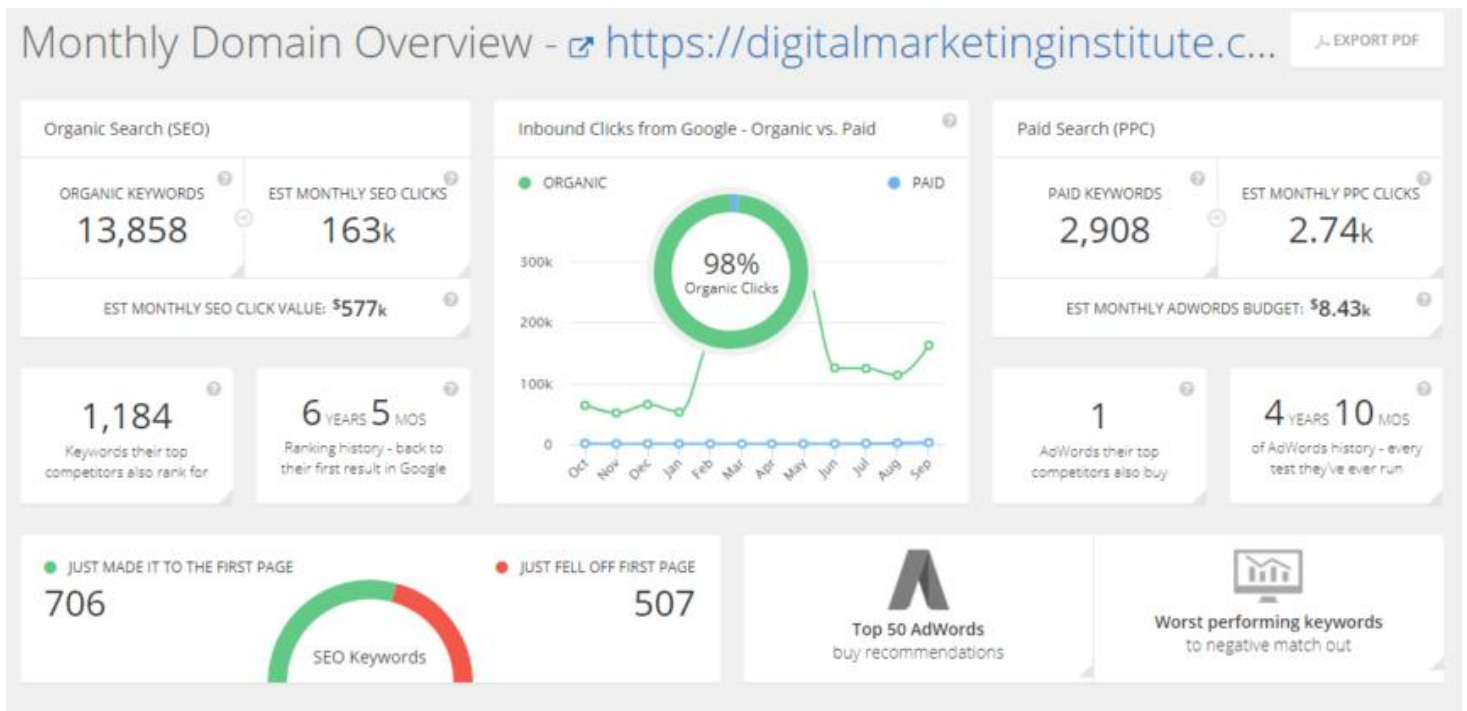 Monthly Domain Overview - https://digitalmarketinginstitute.c...
EXPORT PDF
Organic Search (SEO)
ORGANIC KEYWORDS
13,858
EST MONTHLY SEO CLICKS
163k
EST MONTHLY SEO CLICK VALUE: $577k
1,184
Keywords their top
competitors also rank for
6 YEARS 5 MOS
Ranking history - back to
their first result in Google
Inbound Clicks from Google - Organic vs. Paid
ORGANIC
PAID
98%
Organic Clicks
300k
200k
100k
0
Oct Nov Dec Jan Feb Mar Apr May Jun Jul Aug Sep
Paid Search (PPC)
PAID KEYWORDS
2,908
EST MONTHLY PPC CLICKS
2.74k
EST MONTHLY ADWORDS BUDGET: $8.43k
1
AdWords their top
competitors also buy
4 YEARS 10 MOS
of AdWords history - every
test they've ever run
JUST MADE IT TO THE FIRST PAGE
706
JUST FELL OFF FIRST PAGE
507
SEO Keywords
Top 50 AdWords
buy recommendations
Worst performing keywords
to negative match out